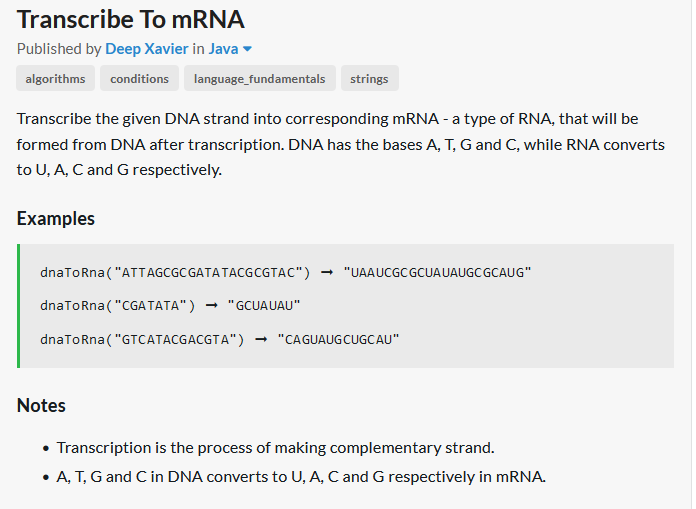 Transcribe To mRNA
Published by Deep Xavier in Java
algorithms conditions language_fundamentals strings
Transcribe the given DNA strand into corresponding mRNA - a type of RNA, that will be
formed from DNA after transcription. DNA has the bases A, T, G and C, while RNA converts
to U, A, C and G respectively.
Examples
dnaToRna("ATTAGCGCGATATACGCGTAC") ➞ "UAAUCGCGCUAUAUGCGCAUG"
dnaToRna("CGATATA") ➞ "GCUAUAU"
dnaToRna("GTCATACGACGTA") ➞ "CAGUAUGCUGCAU"
Notes
• Transcription is the process of making complementary strand.
• A, T, G and C in DNA converts to U, A, C and G respectively in mRNA.